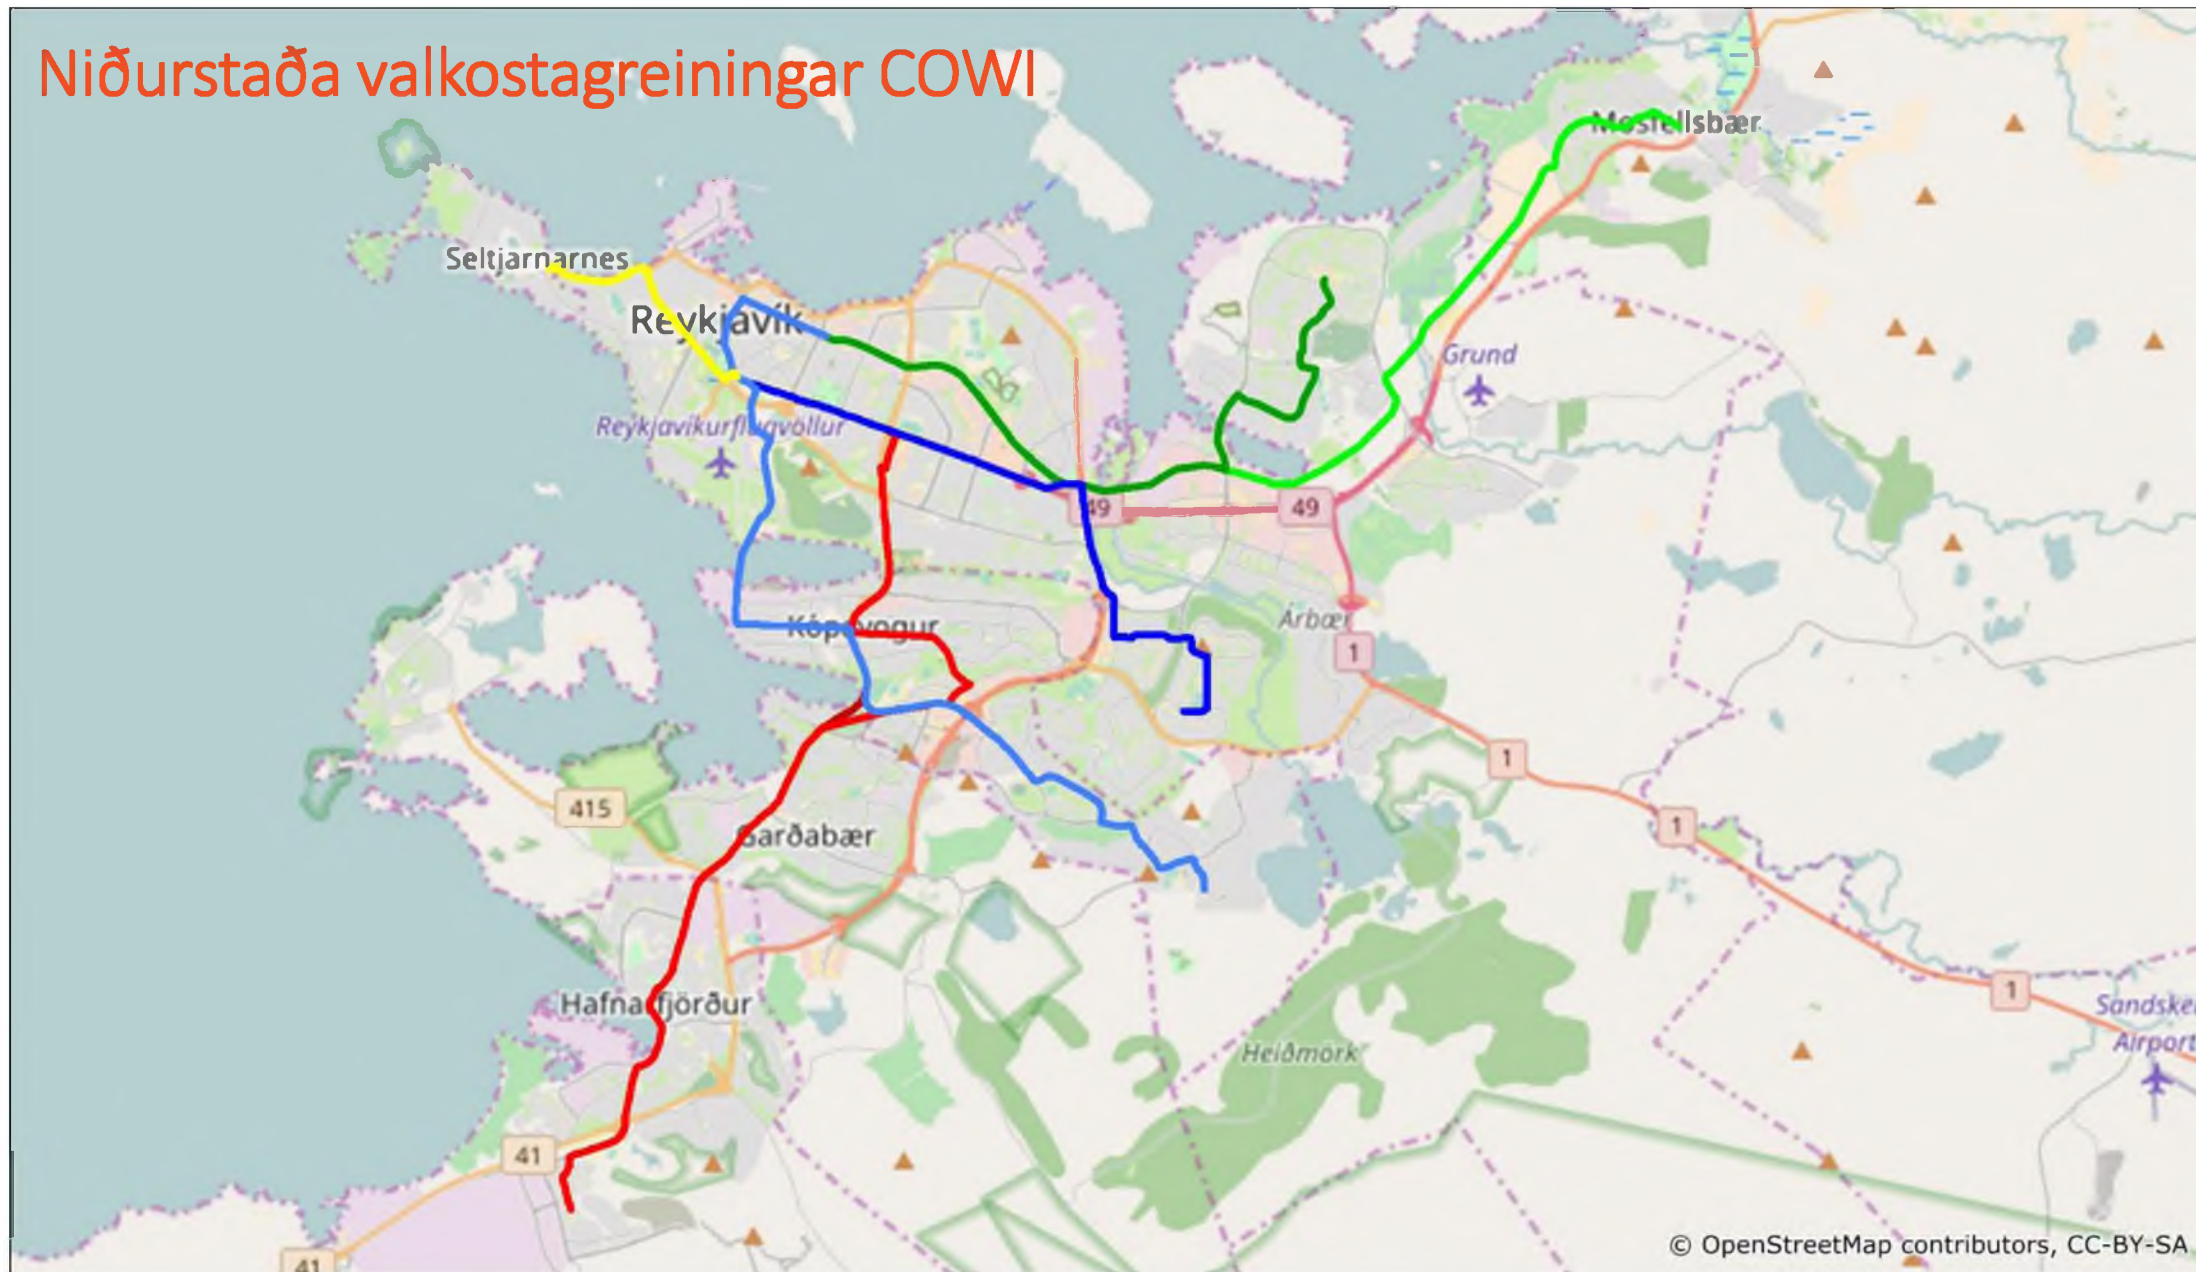 Niðurstaða valkostagreiningar COWI
Mosfellsbær
Seltjarnarnes
Reykjavík
Grund
Reykjavíkurflugvöllur
49
49
Árbær
Kópavogur
1
1
415
1
Garðabær
1
Hafnarfjörður
Sandskei
Airport
Heiðmörk
41
© OpenStreetMap contributors, CC-BY-SA
41